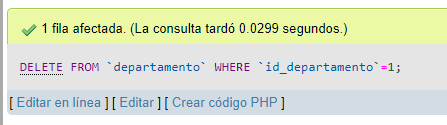 1 fila afectada. (La consulta tardó 0.0299 segundos.)
DELETE FROM `departamento` WHERE `id_departamento`=1;
[ Editar en línea ] [ Editar ] [ Crear código PHP ]